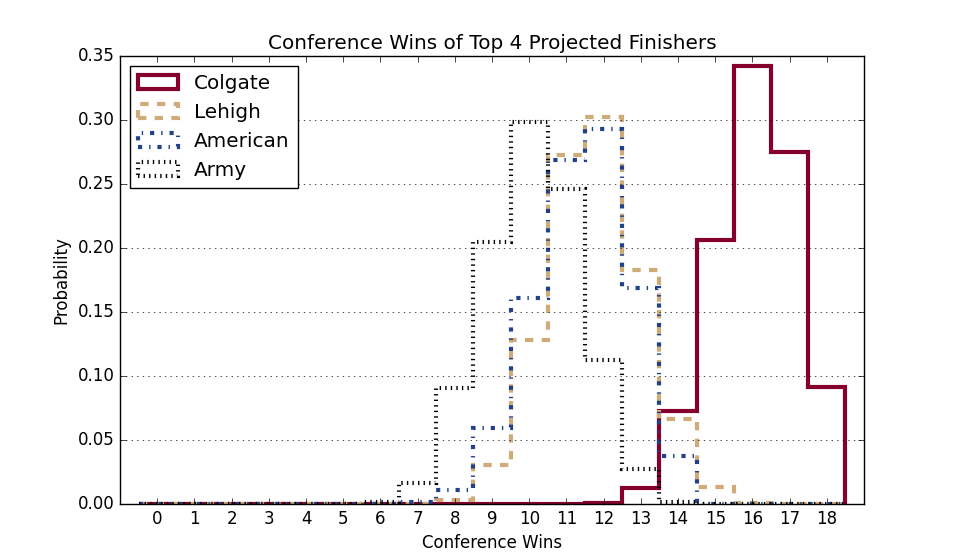 Conference Wins of Top 4 Projected Finishers
0.35
0.30
0.25
0.20
0.15
0.10
0.05
0.00
Probability
Colgate
Lehigh
American
Army
0 1 2 3 4 5 6 7 8 9 10 11 12 13 14 15 16 17 18
Conference Wins